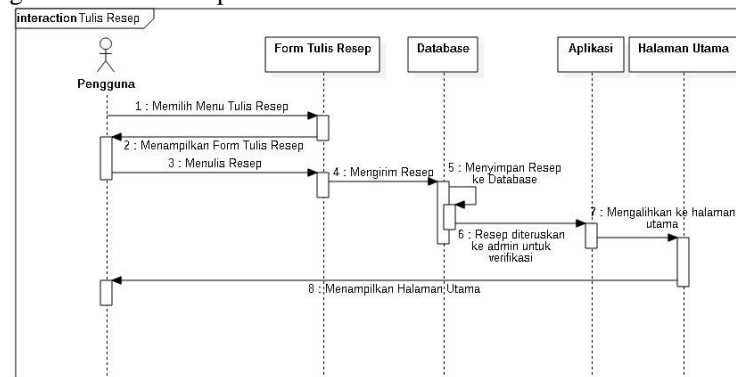 interaction Tulis Resep
Form Tulis Resep
Database
Aplikasi
Halaman Utama
Pengguna
1 : Memilih Menu Tulis Resep
2 : Menampilkan Form Tulis Resep
3 : Menulis Resep
4 : Mengirim Resep
5 : Menyimpan Resep
ke Database
6 : Resep diteruskan
ke admin untuk
verifikasi
7 : Mengalihkan ke halaman
utama
8 : Menampilkan Halaman Utama